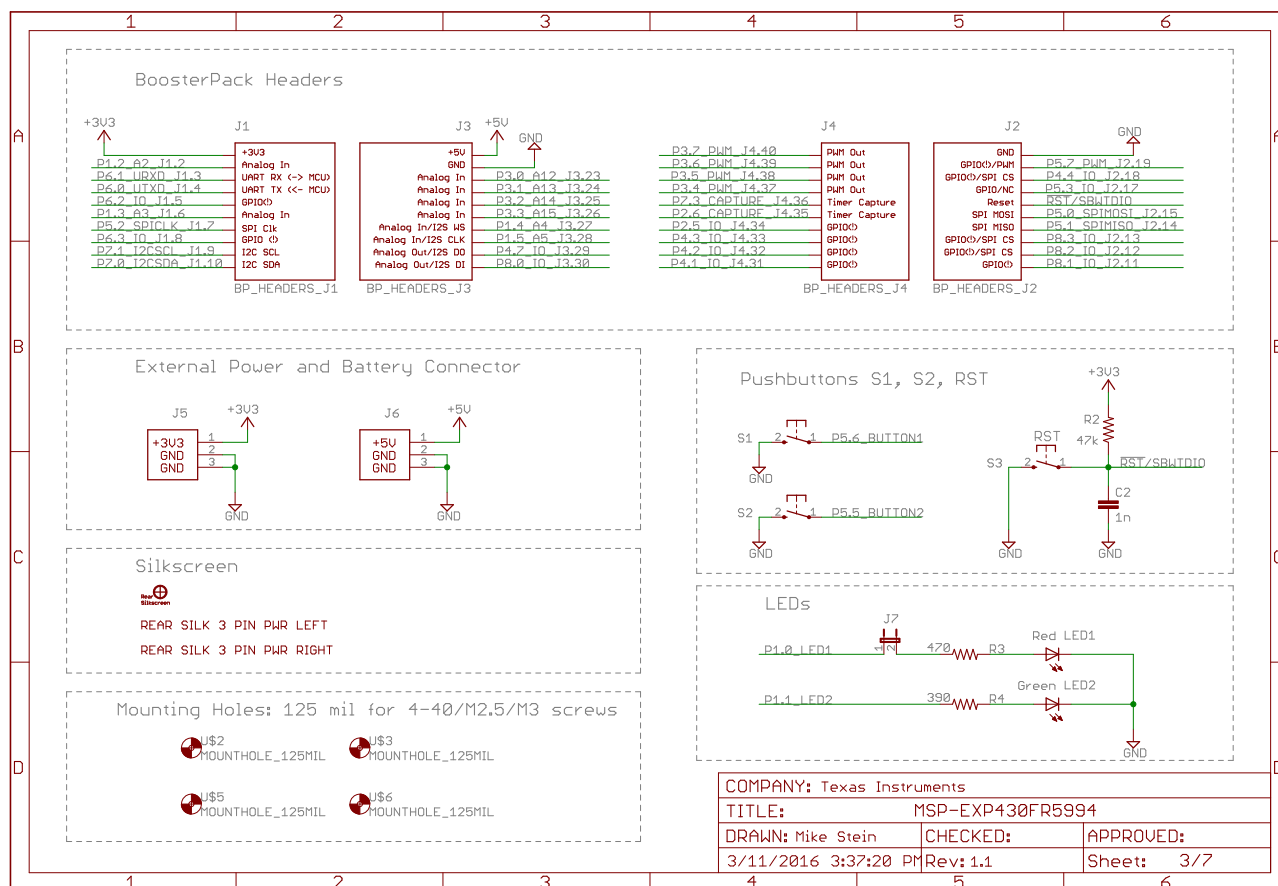 1 2 3 4 5 6
A
BoosterPack Headers
+3V3
J1
+3V3
P1.2_A2_J1.2 Analog In
P6.1_URXD_J1.3 UART RX (-> MCU)
P6.0_UTXD_J1.4 UART TX (<- MCU)
P6.2_IO_J1.5 GPIO(!)
P1.3_A3_J1.6 Analog In
P5.2_SPICLK_J1.7 SPI Clk
P6.3_IO_J1.8 GPIO (!)
P7.1_I2CSCL_J1.9 I2C SCL
P7.0_I2CSDA_J1.10 I2C SDA
BP_HEADERS_J1
J3
+5V
GND
+5V
GND
Analog In P3.0_A12_J3.23
Analog In P3.1_A13_J3.24
Analog In P3.2_A14_J3.25
Analog In P3.3_A15_J3.26
Analog In/I2S WS P1.4_A4_J3.27
Analog In/I2S CLK P1.5_A5_J3.28
Analog Out/I2S DO P4.7_IO_J3.29
Analog Out/I2S DI P8.0_IO_J3.30
BP_HEADERS_J3
J4
P3.7_PWM_J4.40 PWM Out
P3.6_PWM_J4.39 PWM Out
P3.5_PWM_J4.38 PWM Out
P3.4_PWM_J4.37 PWM Out
P7.3_CAPTURE_J4.36 Timer Capture
P2.6_CAPTURE_J4.35 Timer Capture
P2.5_IO_J4.34 GPIO(!)
P4.3_IO_J4.33 GPIO(!)
P4.2_IO_J4.32 GPIO(!)
P4.1_IO_J4.31 GPIO(!)
BP_HEADERS_J4
J2
GND
GND
GPIO(!)/PWM P5.7_PWM_J2.19
GPIO(!)/SPI CS P4.4_IO_J2.18
GPIO/NC P5.3_IO_J2.17
Reset RST/SBWTDIO
SPI MOSI P5.0_SPIMOSI_J2.15
SPI MISO P5.1_SPIMISO_J2.14
GPIO(!)/SPI CS P8.3_IO_J2.13
GPIO(!)/SPI CS P8.2_IO_J2.12
GPIO(!) P8.1_IO_J2.11
BP_HEADERS_J2
A
B
External Power and Battery Connector
J5
+3V3
+3V3 1
GND 2
GND 3
GND
J6
+5V
+5V 1
GND 2
GND 3
GND
Pushbuttons S1, S2, RST
S1 2 1 P5.6_BUTTON1
GND
S2 2 1 P5.5_BUTTON2
GND
+3V3
R2
47k
RST
S3 2 1 RST/SBWTDIO
C2
1n
GND
GND
B
C
Silkscreen
Rear
Silkscreen
REAR SILK 3 PIN PWR LEFT
REAR SILK 3 PIN PWR RIGHT
LEDs
J7
Red LED1
P1.0_LED1 1 2 470 R3
Green LED2
P1.1_LED2 390 R4
GND
C
D
Mounting Holes: 125 mil for 4-40/M2.5/M3 screws
U$2
MOUNTHOLE_125MIL
U$3
MOUNTHOLE_125MIL
U$5
MOUNTHOLE_125MIL
U$6
MOUNTHOLE_125MIL
D
COMPANY: Texas Instruments
TITLE: MSP-EXP430FR5994
DRAWN: Mike Stein CHECKED: APPROVED:
3/11/2016 3:37:20 PM Rev: 1.1 Sheet: 3/7
1 2 3 4 5 6